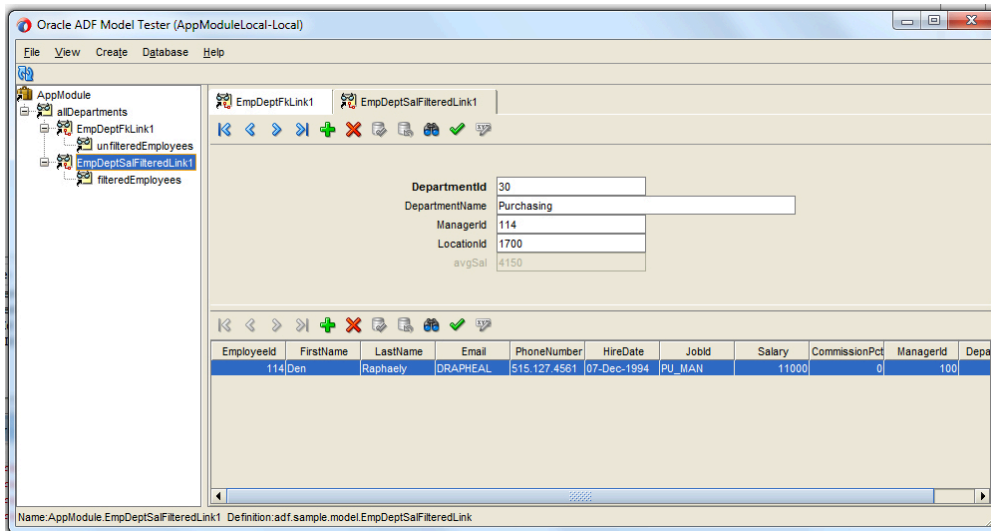 Oracle ADF Model Tester (AppModuleLocal-Local)
File View Create Database Help
AppModule
allDepartments
EmpDeptFkLink1
unfilteredEmployees
EmpDeptSalFilteredLink1
filteredEmployees
EmpDeptFkLink1 EmpDeptSalFilteredLink1
DepartmentId 30
DepartmentName Purchasing
ManagerId 114
LocationId 1700
avgSal 4150
EmployeeId FirstName LastName Email PhoneNumber HireDate JobId Salary CommissionPct ManagerId Depa
114 Den Raphaely DRAPHEAL 515.127.4561 07-Dec-1994 PU_MAN 11000 0 100
Name:AppModule.EmpDeptSalFilteredLink1 Definition:adf.sample.model.EmpDeptSalFilteredLink